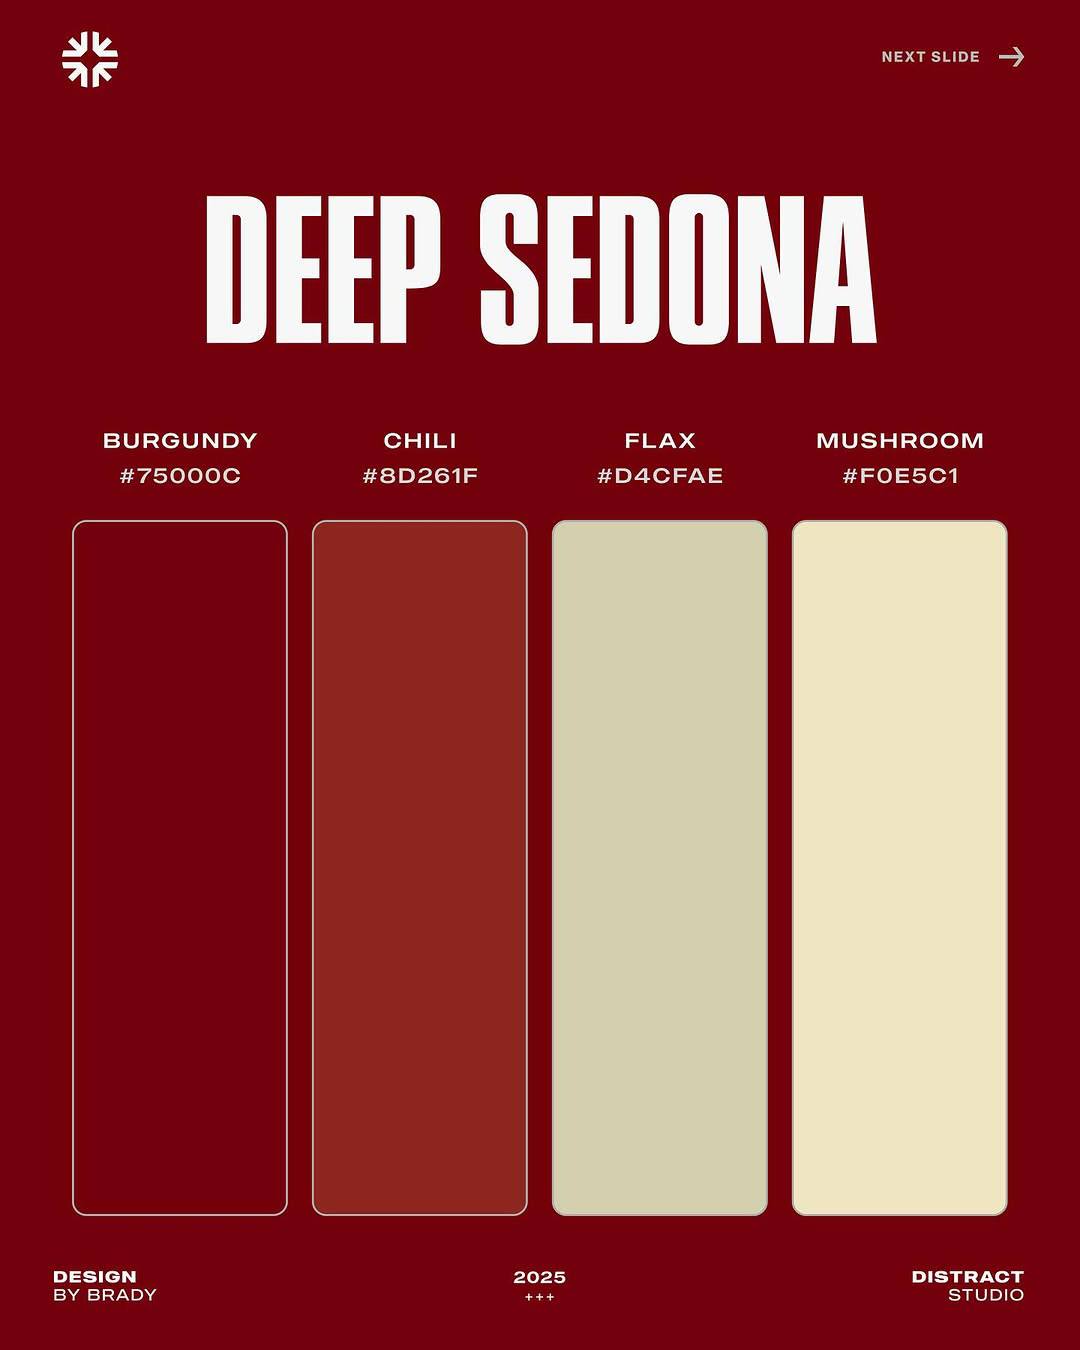 NEXT SLIDE
DEEP SEDONA
BURGUNDY
#75000C
CHILI
#8D261F
FLAX
#D4CFAE
MUSHROOM
#F0E5C1
DESIGN
BY BRADY
2025
+++
DISTRACT
STUDIO